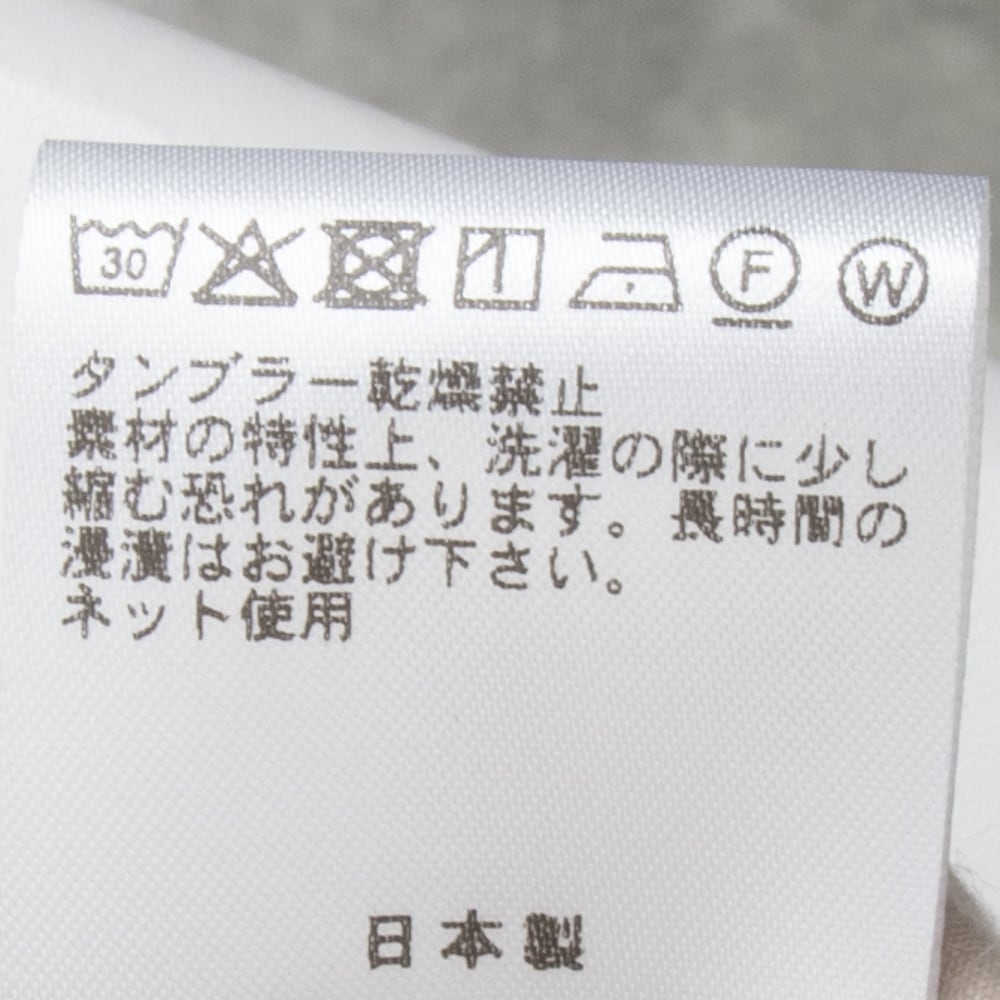 30 F W
タンブラー乾燥禁止
素材の特性上、洗濯の際に少し
縮む恐れがあります。長時間の
浸漬はお避け下さい。
ネット使用
日本製